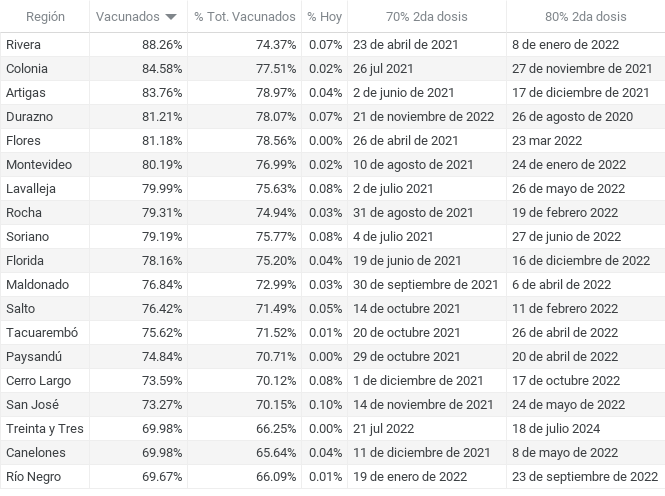 Región Vacunados % Tot. Vacunados % Hoy 70% 2da dosis 80% 2da dosis
Rivera 88.26% 74.37% 0.07% 23 de abril de 2021 8 de enero de 2022
Colonia 84.58% 77.51% 0.02% 26 jul 2021 27 de noviembre de 2021
Artigas 83.76% 78.97% 0.04% 2 de junio de 2021 17 de diciembre de 2021
Durazno 81.21% 78.07% 0.07% 21 de noviembre de 2022 26 de agosto de 2020
Flores 81.18% 78.56% 0.00% 26 de abril de 2021 23 mar 2022
Montevideo 80.19% 76.99% 0.02% 10 de agosto de 2021 24 de enero de 2022
Lavalleja 79.99% 75.63% 0.08% 2 de julio 2021 26 de mayo de 2022
Rocha 79.31% 74.94% 0.03% 31 de agosto de 2021 19 de febrero de 2022
Soriano 79.19% 75.77% 0.08% 4 de julio 2021 27 de junio de 2022
Florida 78.16% 75.20% 0.04% 19 de junio de 2021 16 de diciembre de 2022
Maldonado 76.84% 72.99% 0.03% 30 de septiembre de 2021 6 de abril de 2022
Salto 76.42% 71.49% 0.05% 14 de octubre 2021 11 de febrero de 2022
Tacuarembó 75.62% 71.52% 0.01% 20 de octubre 2021 26 de abril de 2022
Paysandú 74.84% 70.71% 0.00% 29 de octubre 2021 20 de abril de 2022
Cerro Largo 73.59% 70.12% 0.08% 1 de diciembre de 2021 17 de octubre 2022
San José 73.27% 70.15% 0.10% 14 de noviembre de 2021 24 de mayo de 2022
Treinta y Tres 69.98% 66.25% 0.00% 21 jul 2022 18 de julio 2024
Canelones 69.98% 65.64% 0.04% 11 de diciembre de 2021 8 de mayo de 2022
Río Negro 69.67% 66.09% 0.01% 19 de enero de 2022 23 de septiembre de 2022